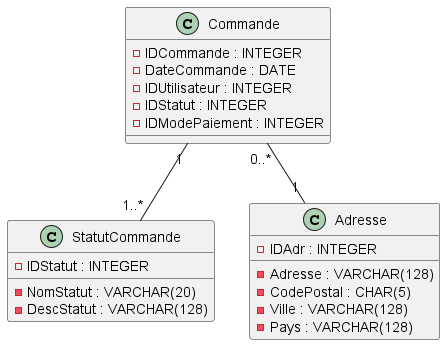 C Commande
IDCommande : INTEGER
DateCommande : DATE
IDUtilisateur : INTEGER
IDStatut : INTEGER
IDModePaiement : INTEGER
1
0..*
1..*
1
C StatutCommande
IDStatut : INTEGER
NomStatut : VARCHAR(20)
DescStatut : VARCHAR(128)
C Adresse
IDAdr : INTEGER
Adresse : VARCHAR(128)
CodePostal : CHAR(5)
Ville : VARCHAR(128)
Pays : VARCHAR(128)